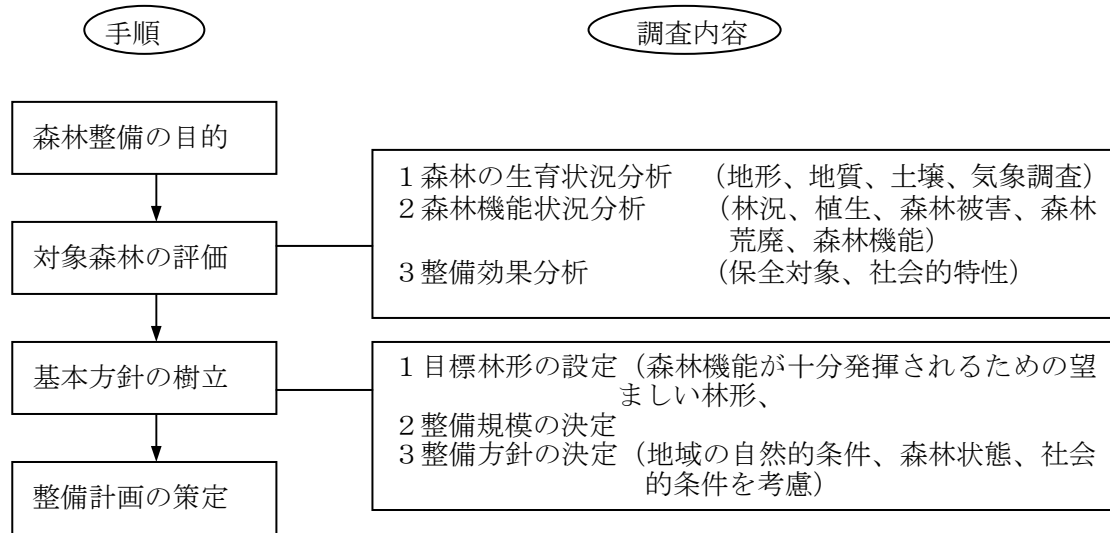 手順
調査内容
森林整備の目的
対象森林の評価
1森林の生育状況分析 (地形、地質、土壌、気象調査)
2森林機能状況分析 (林況、植生、森林被害、森林
荒廃、森林機能)
3整備効果分析 (保全対象、社会的特性)
基本方針の樹立
1目標林形の設定(森林機能が十分発揮されるための望
ましい林形、
2整備規模の決定
3整備方針の決定(地域の自然的条件、森林状態、社会
的条件を考慮)
整備計画の策定